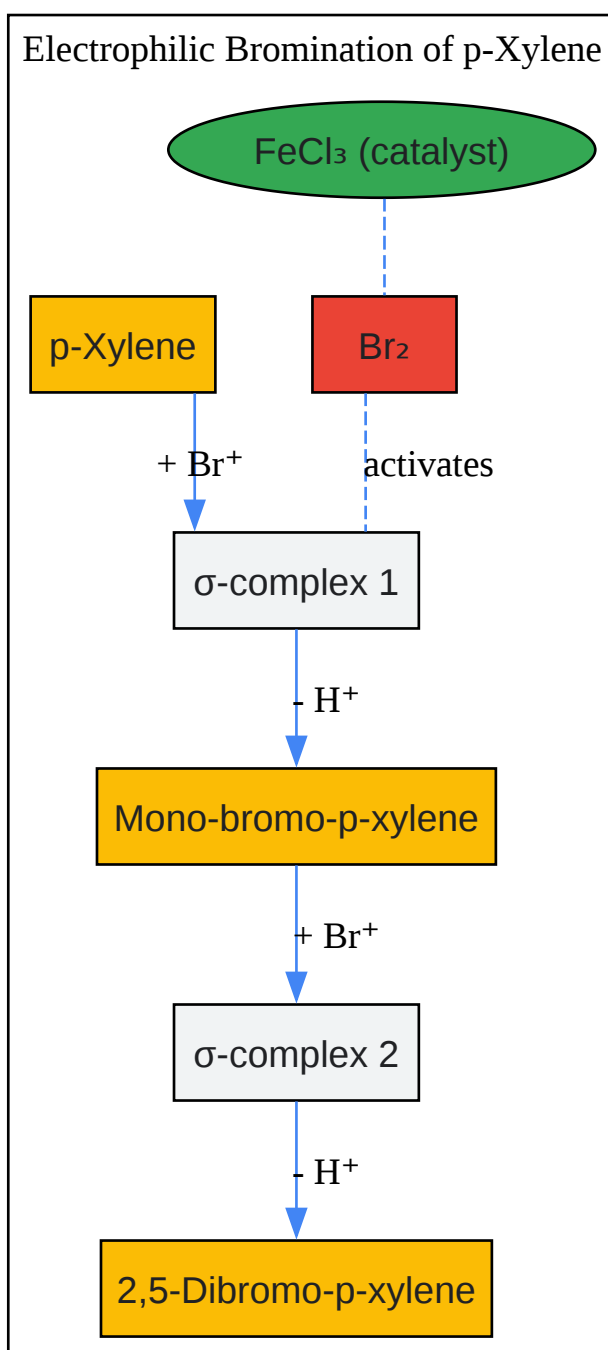 Electrophilic Bromination of p-Xylene
FeCl₃ (catalyst)
p-Xylene
Br₂
+ Br⁺
activates
σ-complex 1
- H⁺
Mono-bromo-p-xylene
+ Br⁺
σ-complex 2
- H⁺
2,5-Dibromo-p-xylene